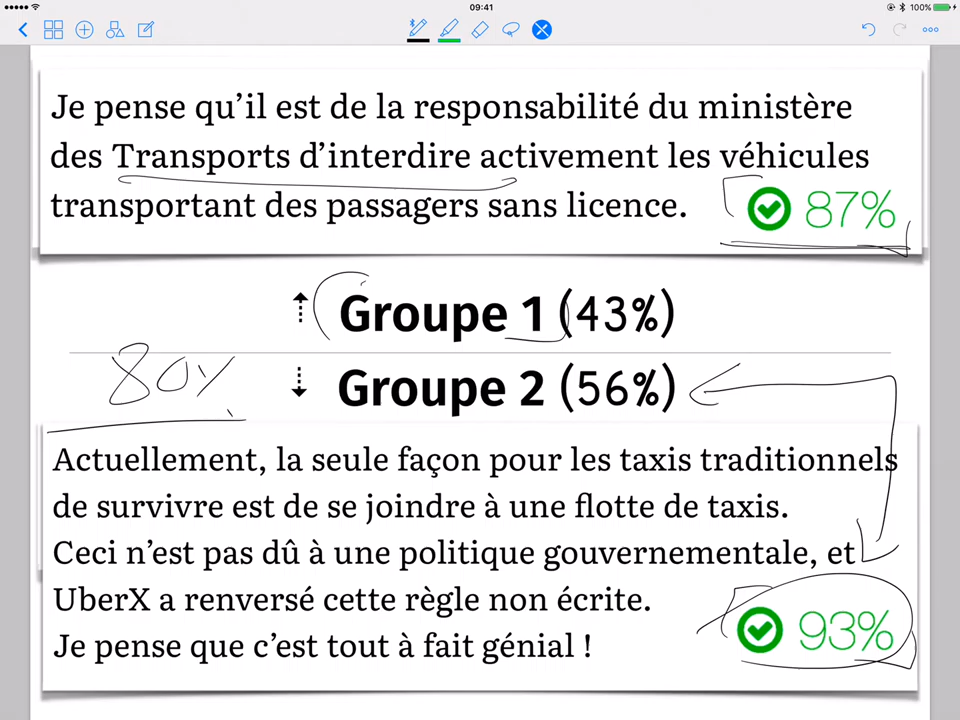 09:41
100%
Je pense qu’il est de la responsabilité du ministère
des Transports d’interdire activement les véhicules
transportant des passagers sans licence.
87%
Groupe 1 (43%)
80%
Groupe 2 (56%)
Actuellement, la seule façon pour les taxis traditionnels
de survivre est de se joindre à une flotte de taxis.
Ceci n’est pas dû à une politique gouvernementale, et
UberX a renversé cette règle non écrite.
Je pense que c’est tout à fait génial !
93%